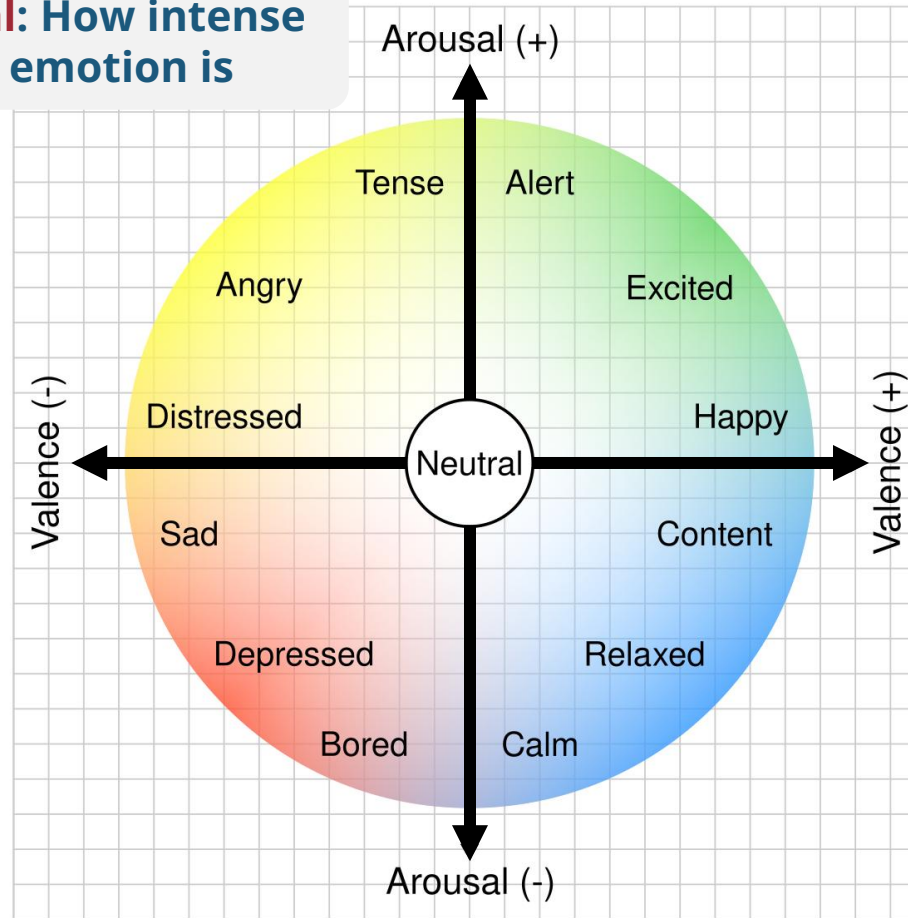 l: How intense
emotion is
Arousal (+)
Tense
Alert
Angry
Excited
Valence (-)
Distressed
Happy
Valence (+)
Neutral
Sad
Content
Depressed
Relaxed
Bored
Calm
Arousal (-)